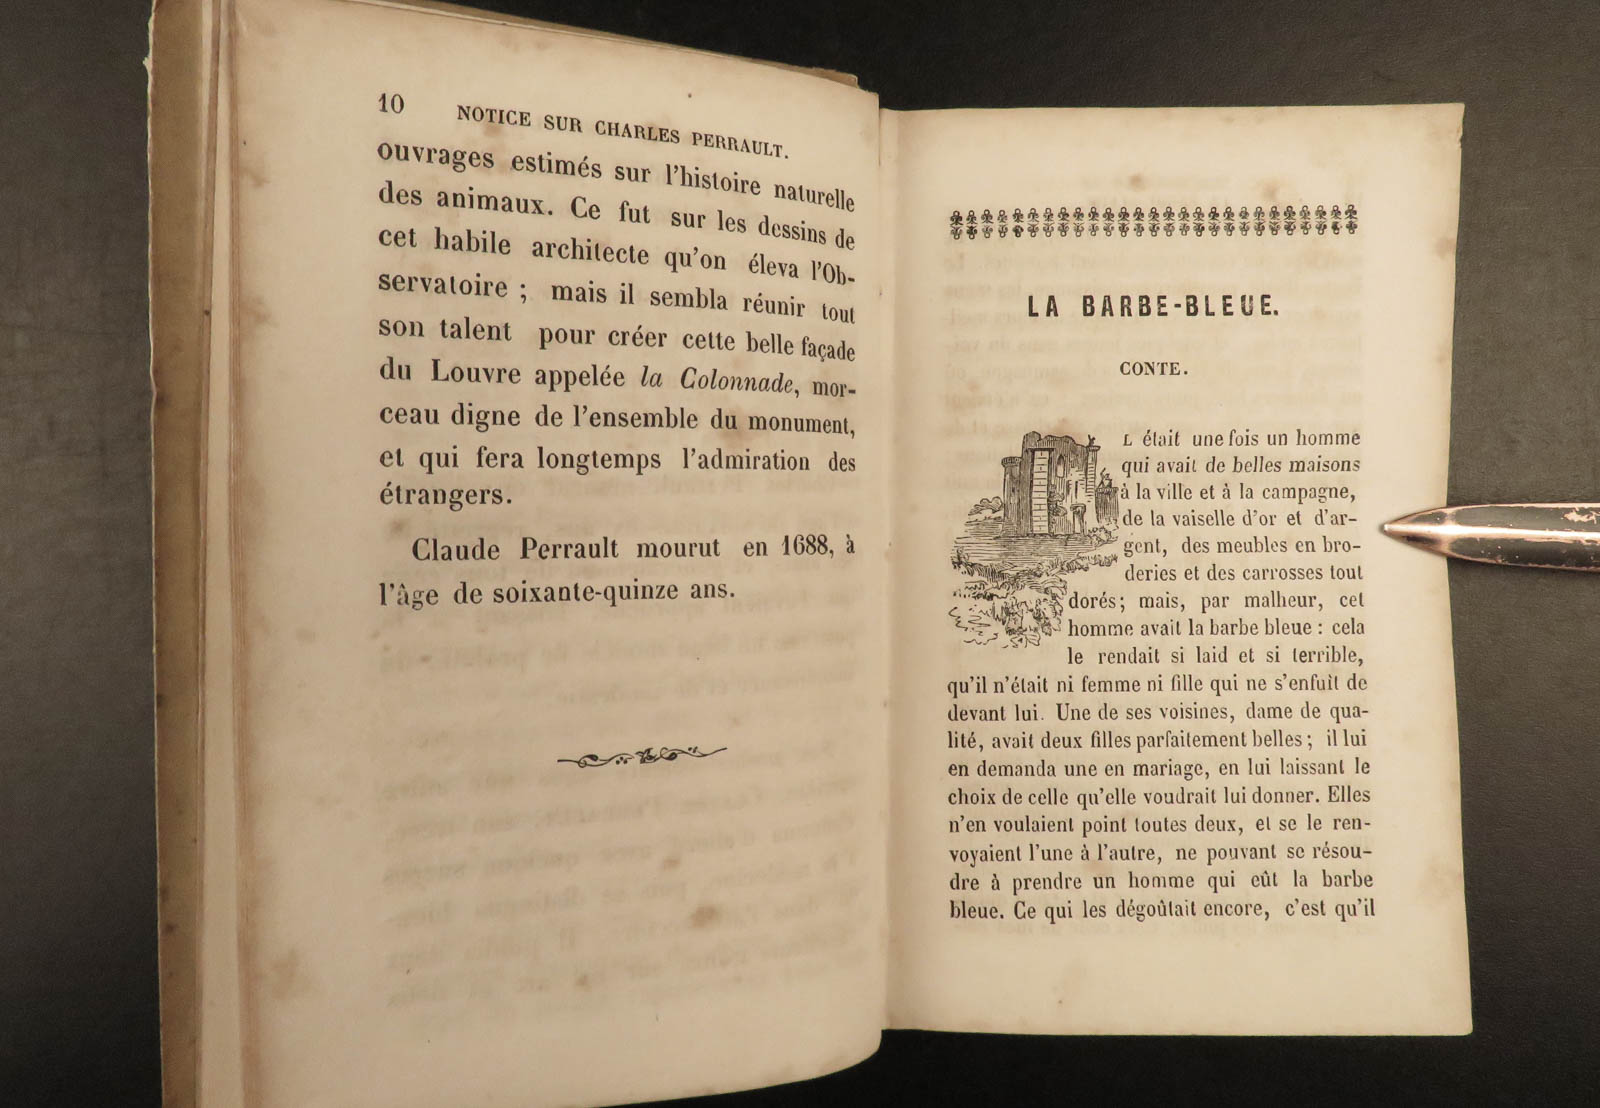 10 NOTICE SUR CHARLES PERRAULT.
ouvrages estimés sur l'histoire naturelle
des animaux. Ce fut sur les dessins de
cet habile architecte qu'on éleva l'Ob-
servatoire ; mais il sembla réunir tout
son talent pour créer cette belle façade
du Louvre appelée la Colonnade, mor-
ceau digne de l'ensemble du monument,
et qui fera longtemps l'admiration des
étrangers.
Claude Perrault mourut en 1688, à
l'âge de soixante-quinze ans.
LA BARBE-BLEUE.
CONTE.
L était une fois un homme
qui avait de belles maisons
à la ville et à la campagne,
de la vaiselle d'or et d'ar-
gent, des meubles en bro-
deries et des carrosses tout
dorés; mais, par malheur, cet
homme avait la barbe bleue : cela
le rendait si laid et si terrible,
qu'il n'était ni femme ni fille qui ne s'enfuît de
devant lui. Une de ses voisines, dame de qua-
lité, avait deux filles parfaitement belles ; il lui
en demanda une en mariage, en lui laissant le
choix de celle qu'elle voudrait lui donner. Elles
n'en voulaient point toutes deux, et se le ren-
voyaient l'une à l'autre, ne pouvant se résou-
dre à prendre un homme qui eût la barbe
bleue. Ce qui les dégoûtait encore, c'est qu'il